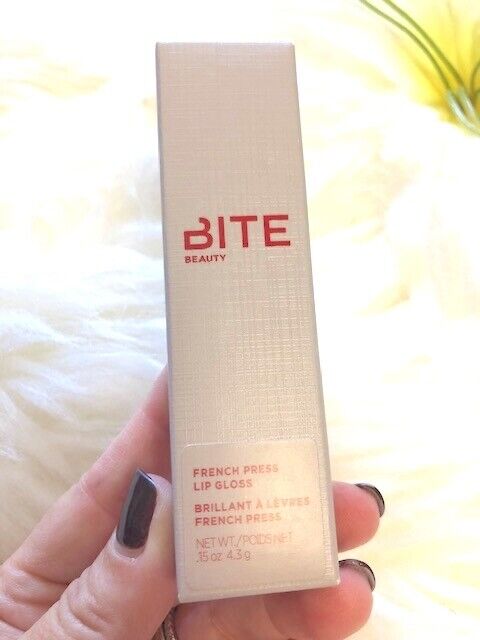 BITE
BEAUTY
FRENCH PRESS
LIP GLOSS
BRILLANT À LÈVRES
FRENCH PRESS
NET WT./POIDS NET
.15 oz 4.3 g